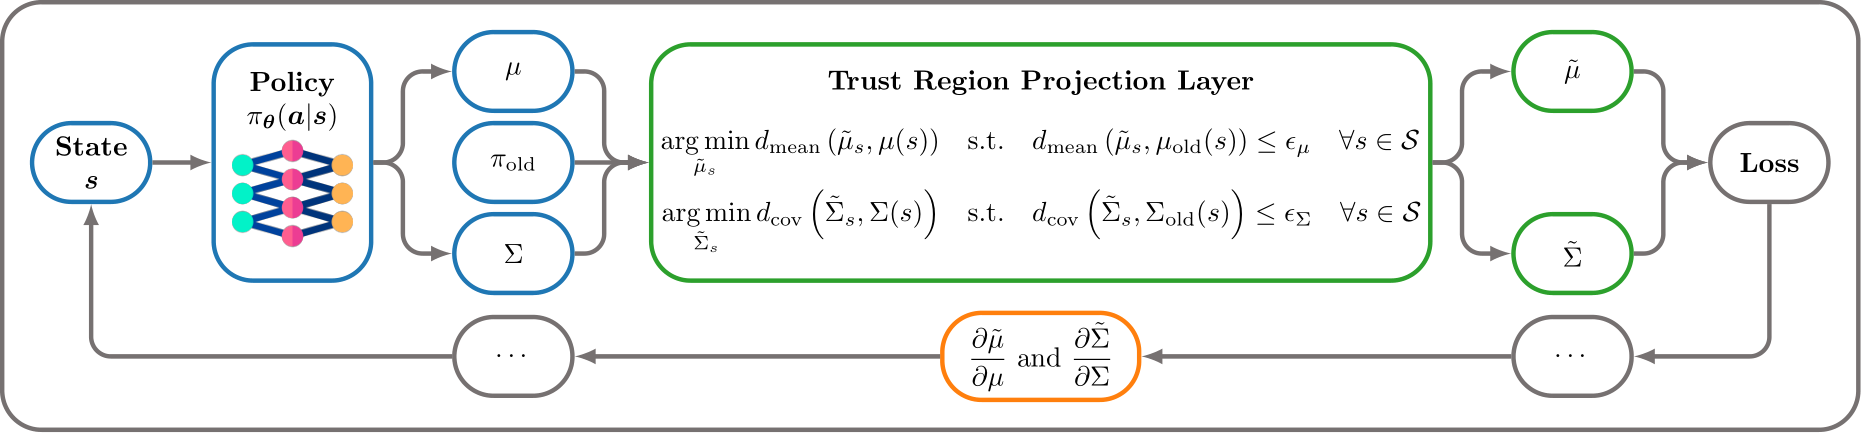 State
s
Policy
π_θ(a|s)
μ
π_old
Σ
Trust Region Projection Layer
arg min_{μ̃_s} d_mean (μ̃_s, μ(s)) s.t. d_mean (μ̃_s, μ_old(s)) ≤ ϵ_μ ∀s ∈ 𝒮
arg min_{Σ̃_s} d_cov (Σ̃_s, Σ(s)) s.t. d_cov (Σ̃_s, Σ_old(s)) ≤ ϵ_Σ ∀s ∈ 𝒮
μ̃
Σ̃
Loss
...
∂μ̃/∂μ and ∂Σ̃/∂Σ
...